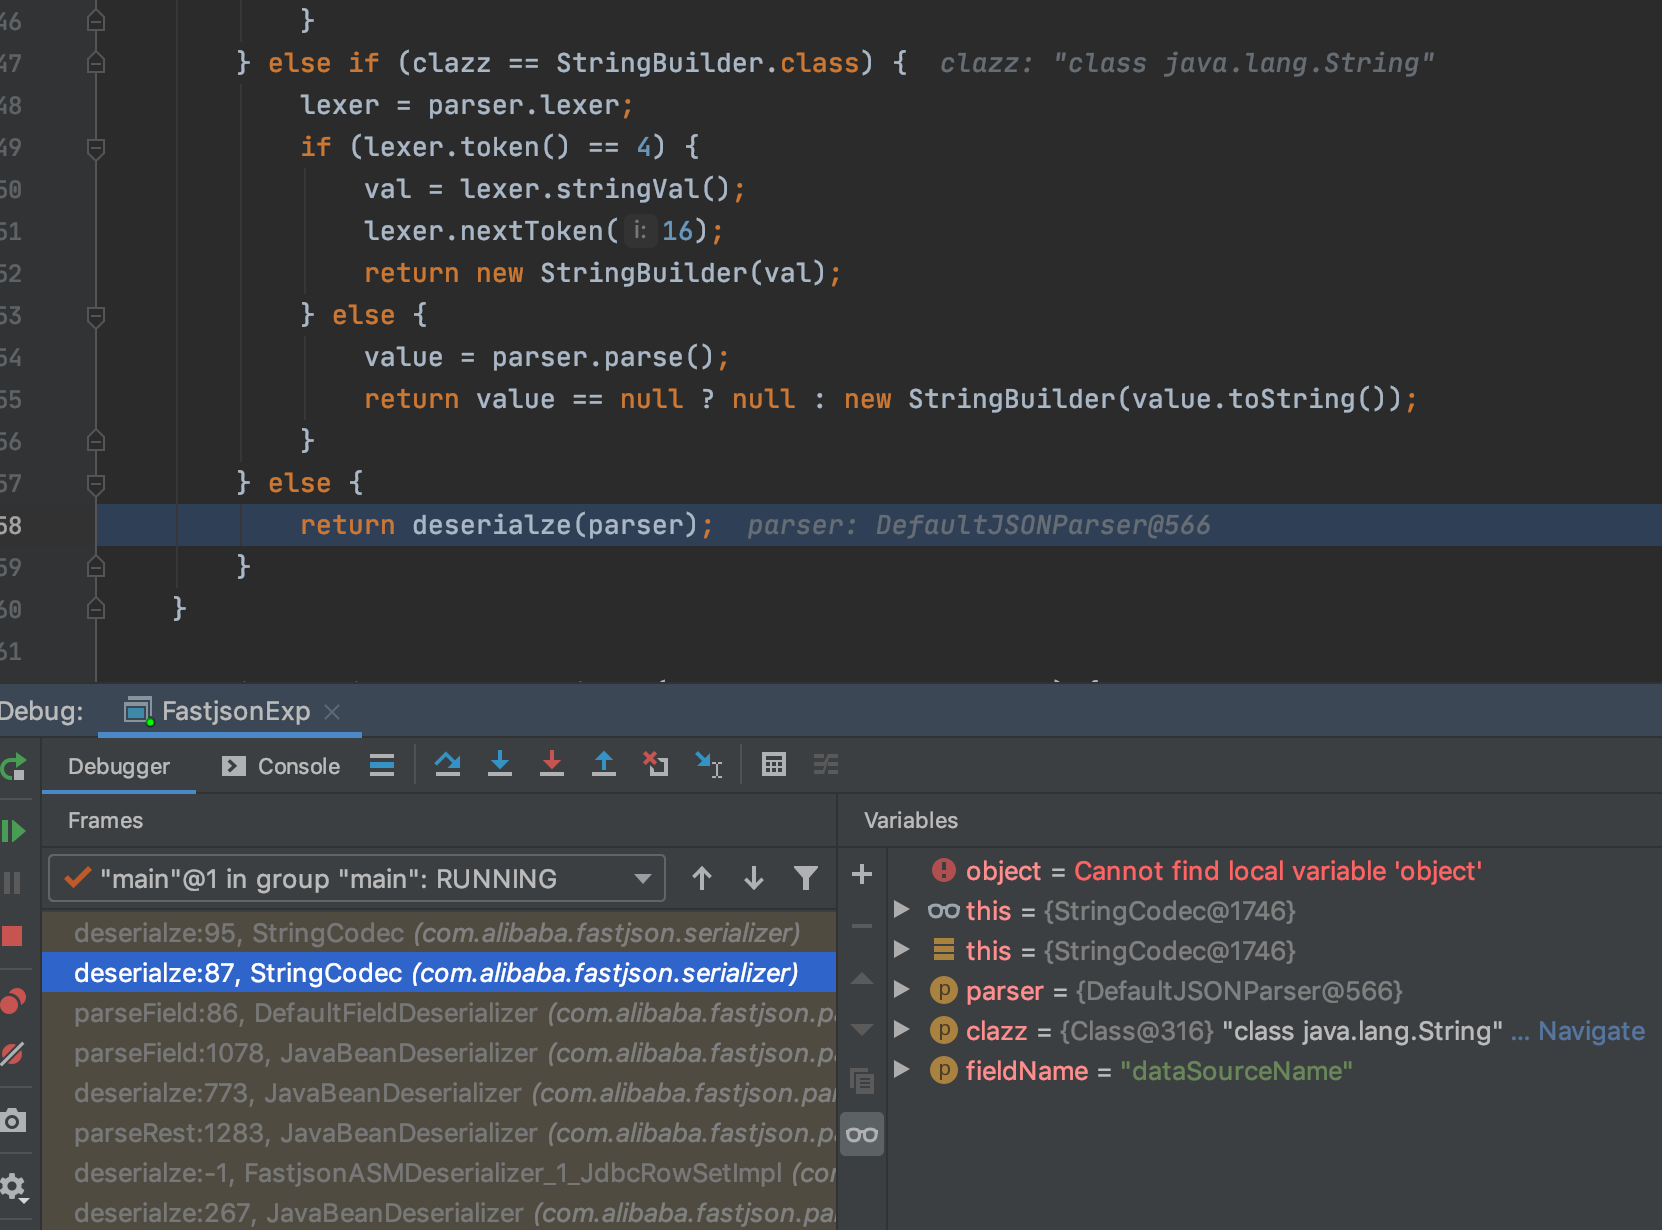 46 }
47 } else if (clazz == StringBuilder.class) { clazz: "class java.lang.String"
48 lexer = parser.lexer;
49 if (lexer.token() == 4) {
50 val = lexer.stringVal();
51 lexer.nextToken( i: 16);
52 return new StringBuilder(val);
53 } else {
54 value = parser.parse();
55 return value == null ? null : new StringBuilder(value.toString());
56 }
57 } else {
58 return deserialze(parser); parser: DefaultJSONParser@566
59 }
60 }
61
Debug: FastjsonExp
Debugger Console
Frames
Variables
"main"@1 in group "main": RUNNING
deserialze:95, StringCodec (com.alibaba.fastjson.serializer)
deserialze:87, StringCodec (com.alibaba.fastjson.serializer)
parseField:86, DefaultFieldDeserializer (com.alibaba.fastjson.pa
parseField:1078, JavaBeanDeserializer (com.alibaba.fastjson.pa
deserialze:773, JavaBeanDeserializer (com.alibaba.fastjson.par
parseRest:1283, JavaBeanDeserializer (com.alibaba.fastjson.pa
deserialze:-1, FastjsonASMDeserializer_1_JdbcRowSetImpl (cor
deserialze:267, JavaBeanDeserializer (com.alibaba.fastjson.pa
object = Cannot find local variable 'object'
this = {StringCodec@1746}
this = {StringCodec@1746}
p parser = {DefaultJSONParser@566}
p clazz = {Class@316} "class java.lang.String" ... Navigate
p fieldName = "dataSourceName"